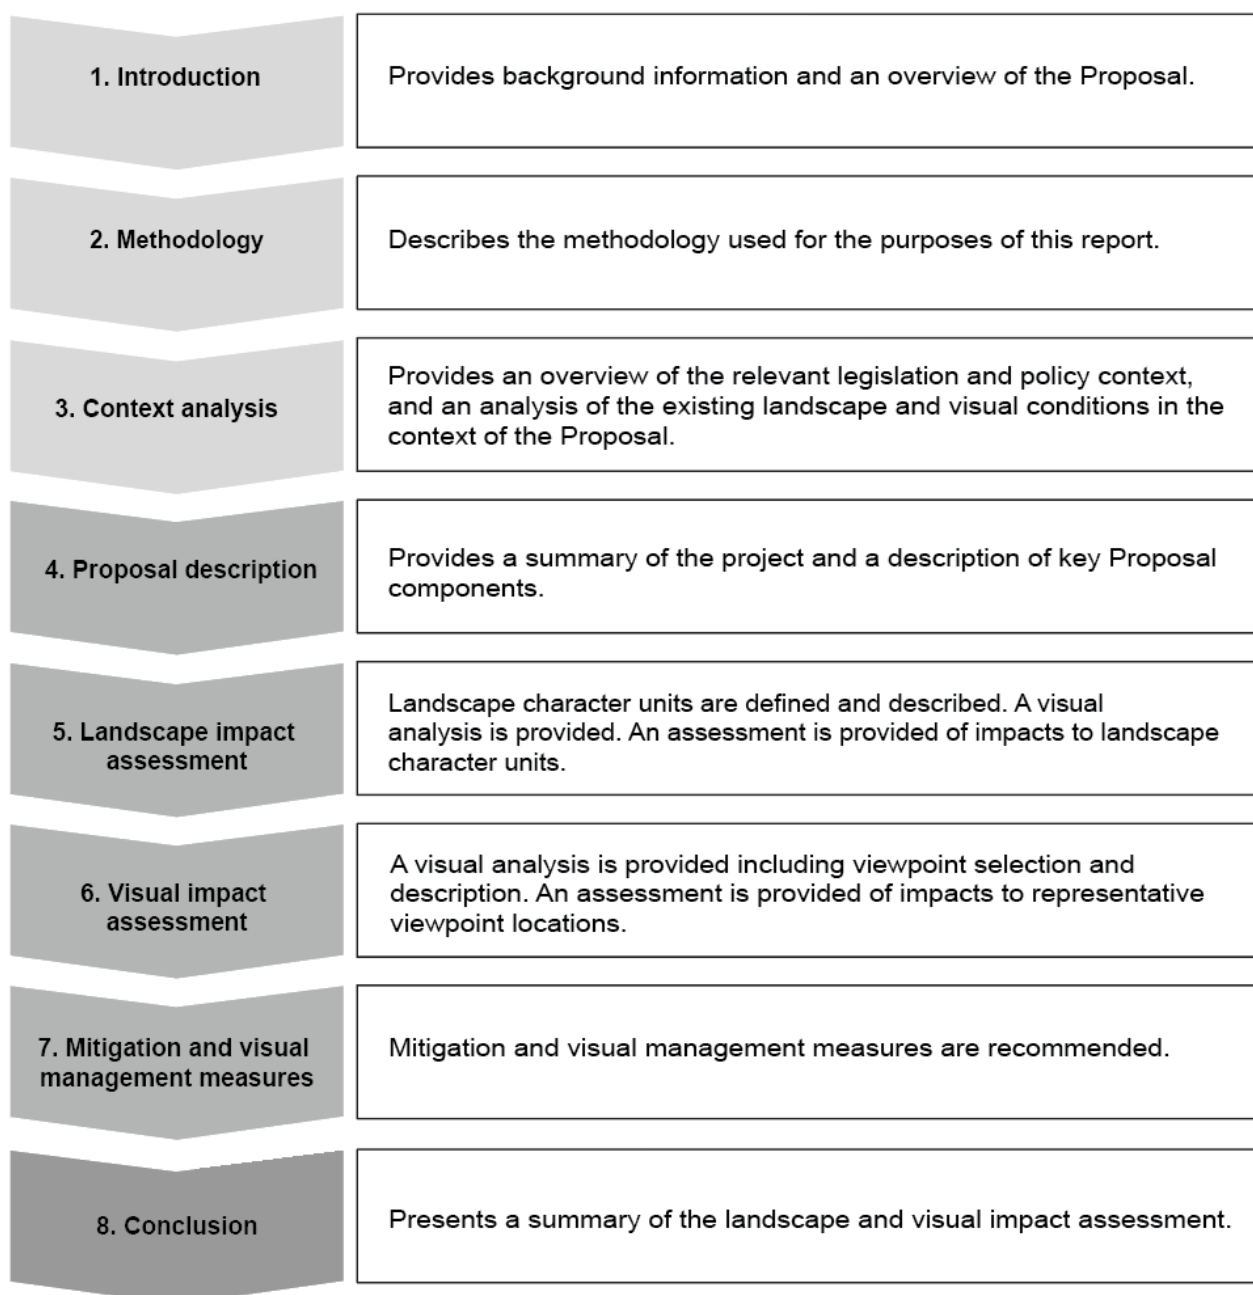 1. Introduction
Provides background information and an overview of the Proposal.
2. Methodology
Describes the methodology used for the purposes of this report.
3. Context analysis
Provides an overview of the relevant legislation and policy context,
and an analysis of the existing landscape and visual conditions in the
context of the Proposal.
4. Proposal description
Provides a summary of the project and a description of key Proposal
components.
5. Landscape impact
assessment
Landscape character units are defined and described. A visual
analysis is provided. An assessment is provided of impacts to landscape
character units.
6. Visual impact
assessment
A visual analysis is provided including viewpoint selection and
description. An assessment is provided of impacts to representative
viewpoint locations.
7. Mitigation and visual
management measures
Mitigation and visual management measures are recommended.
8. Conclusion
Presents a summary of the landscape and visual impact assessment.